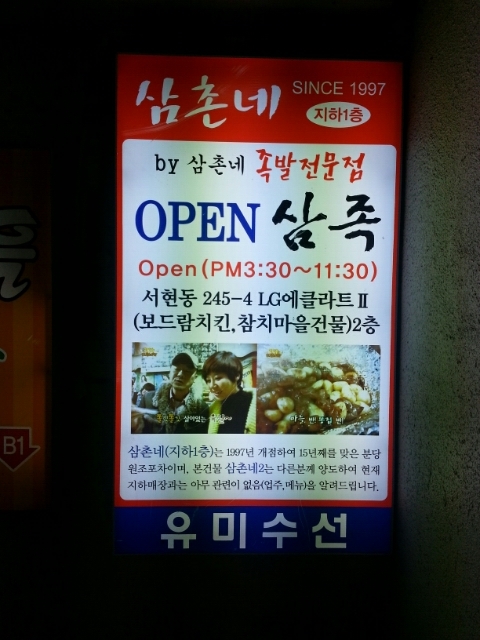 삼촌네
SINCE 1997
지하1층
by 삼촌네 족발전문점
OPEN 삼족
Open(PM3:30~11:30)
서현동 245-4 LG에클라트Ⅱ
(보드람치킨,참치마을건물)2층
삼촌네(지하1층)는 1997년 개점하여 15년째를 맞은 분당
원조포차이며, 본건물 삼촌네2는 다른분께 양도하여 현재
지하매장과는 아무 관련이 없음(업주,메뉴)을 알려드립니다.
유미수선
B1